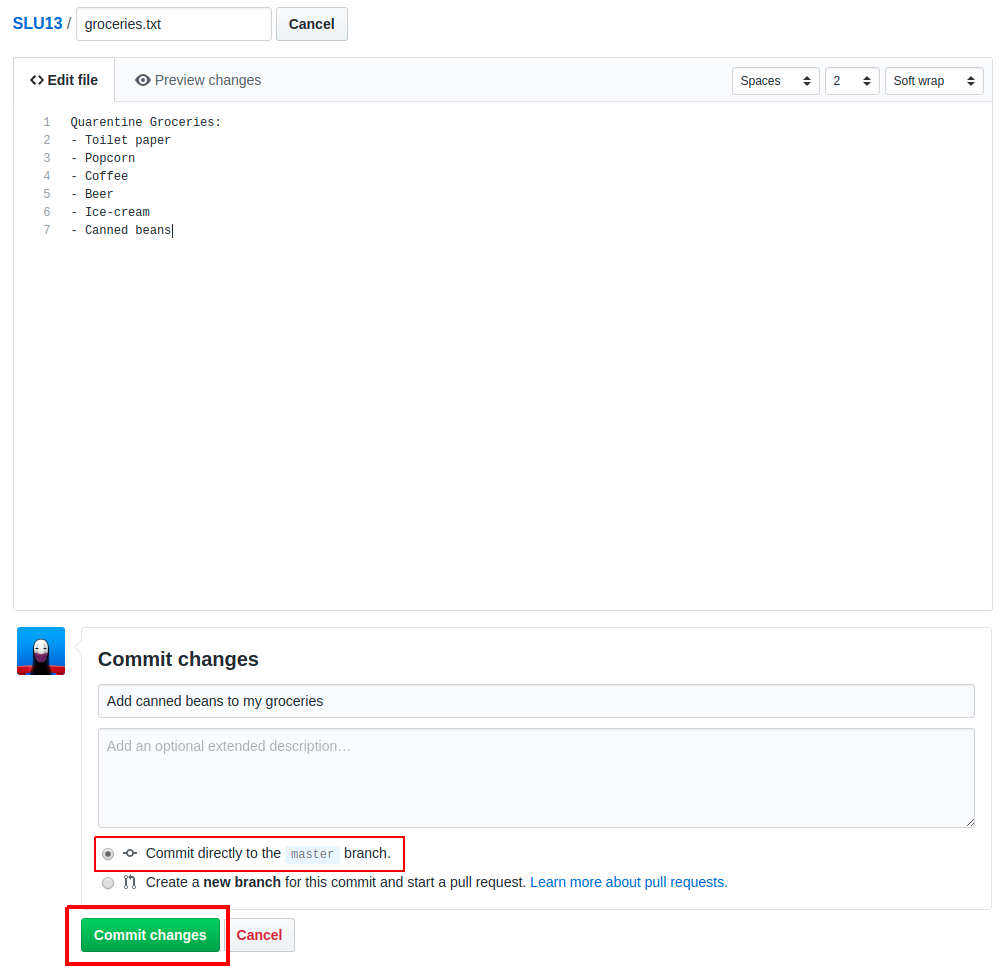 SLU13 / groceries.txt Cancel
Edit file Preview changes Spaces 2 Soft wrap
1 Quarentine Groceries:
2 - Toilet paper
3 - Popcorn
4 - Coffee
5 - Beer
6 - Ice-cream
7 - Canned beans
Commit changes
Add canned beans to my groceries
Add an optional extended description…
Commit directly to the master branch.
Create a new branch for this commit and start a pull request. Learn more about pull requests.
Commit changes Cancel